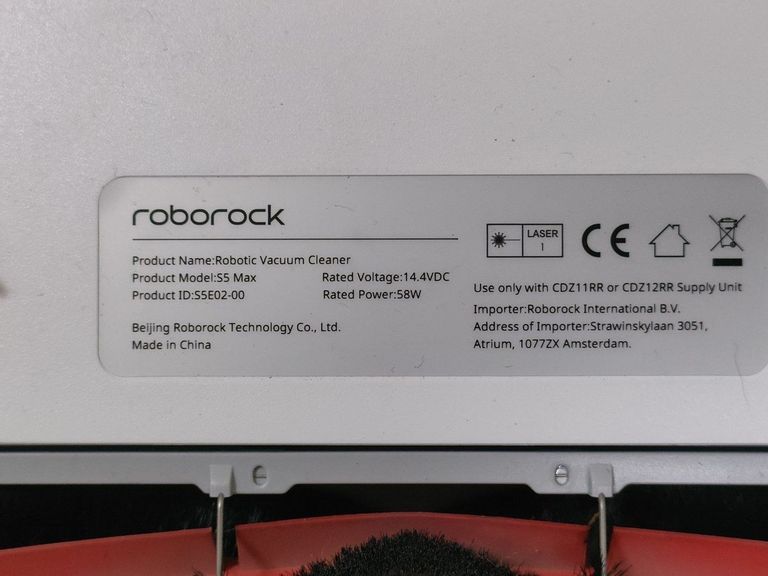 roborock
Product Name:Robotic Vacuum Cleaner
Product Model:S5 Max Rated Voltage:14.4VDC
Product ID:S5E02-00 Rated Power:58W
Beijing Roborock Technology Co., Ltd.
Made in China
LASER
1
CE
Use only with CDZ11RR or CDZ12RR Supply Unit
Importer:Roborock International B.V.
Address of Importer:Strawinskylaan 3051,
Atrium, 1077ZX Amsterdam.